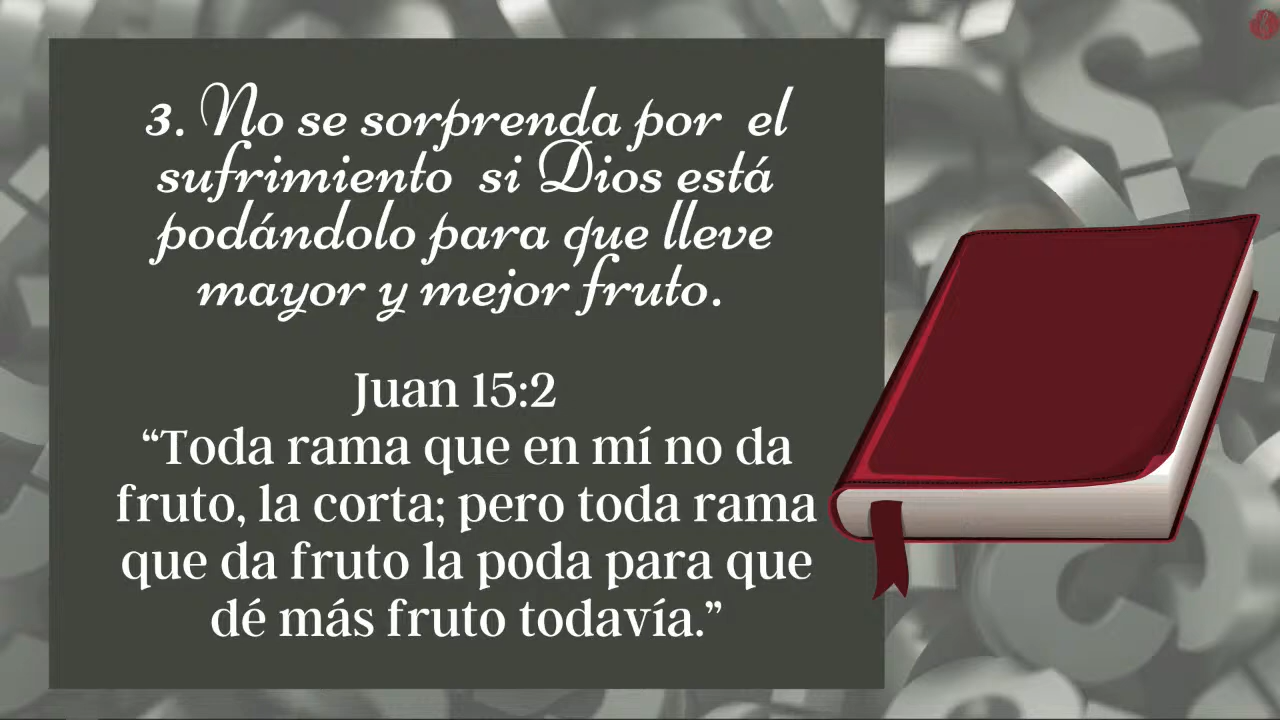 3. No se sorprenda por el
sufrimiento si Dios está
podándolo para que lleve
mayor y mejor fruto.
Juan 15:2
“Toda rama que en mí no da
fruto, la corta; pero toda rama
que da fruto la poda para que
dé más fruto todavía.”